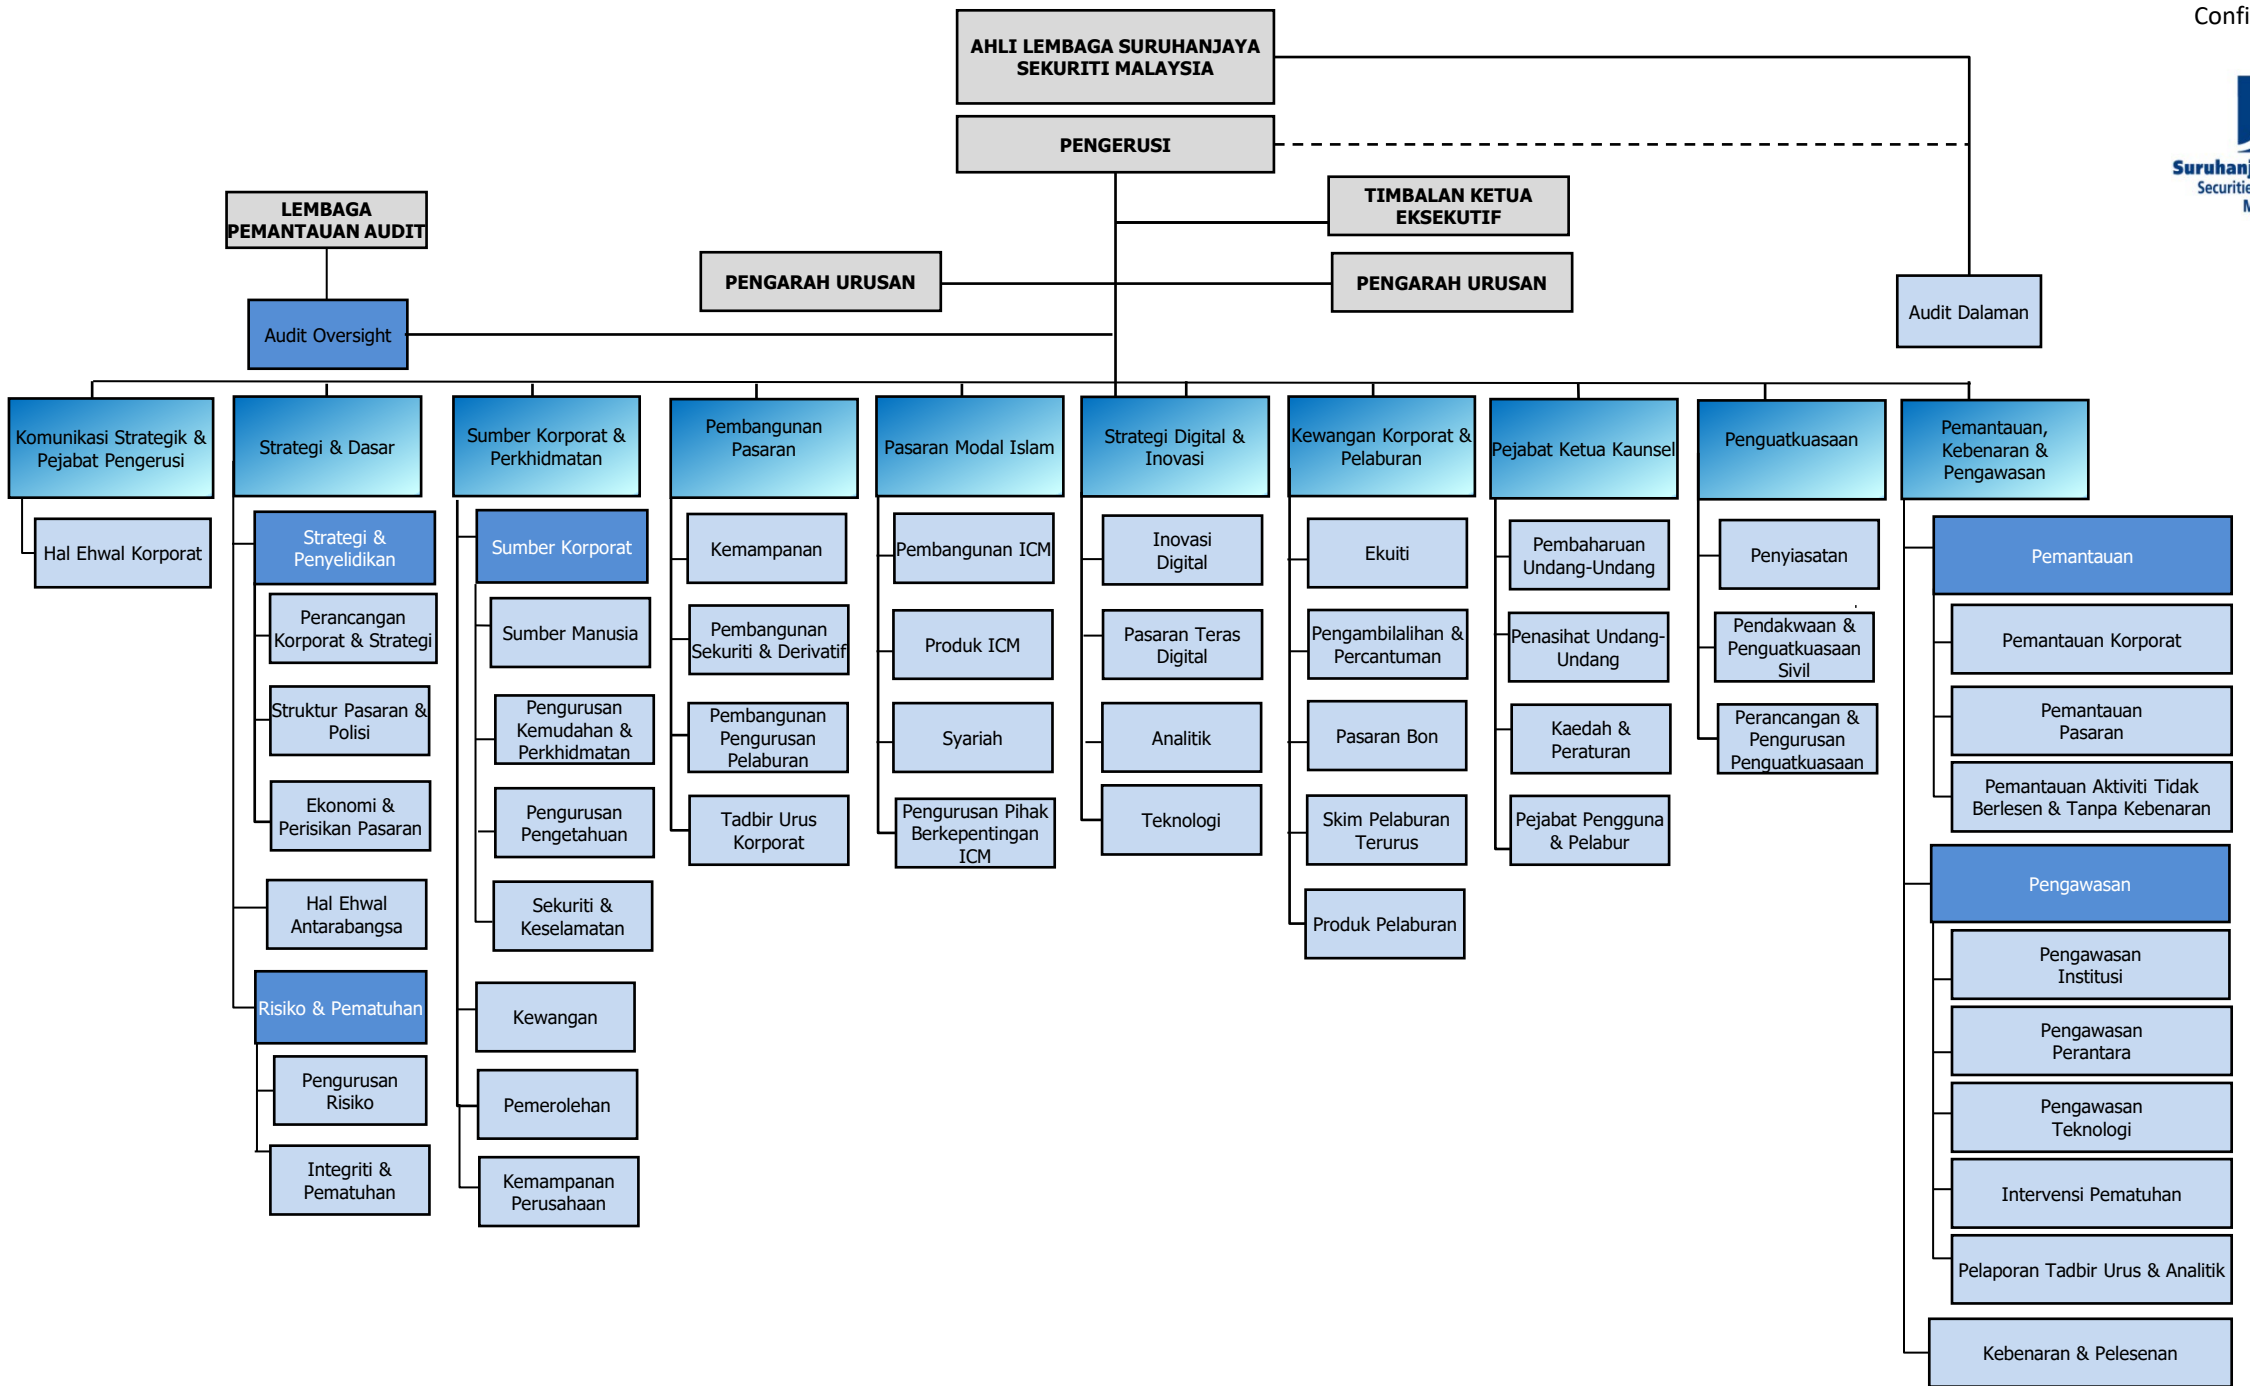 Confi
AHLI LEMBAGA SURUHANJAYA
SEKURITI MALAYSIA
PENGERUSI
Suruhanj
Securitie
M
TIMBALAN KETUA
EKSEKUTIF
LEMBAGA
PEMANTAUAN AUDIT
PENGARAH URUSAN
PENGARAH URUSAN
Audit Oversight
Audit Dalaman
Komunikasi Strategik &
Pejabat Pengerusi
Hal Ehwal Korporat
Strategi & Dasar
Strategi &
Penyelidikan
Perancangan
Korporat & Strategi
Struktur Pasaran &
Polisi
Ekonomi &
Perisikan Pasaran
Hal Ehwal
Antarabangsa
Risiko & Pematuhan
Pengurusan
Risiko
Integriti &
Pematuhan
Sumber Korporat &
Perkhidmatan
Sumber Korporat
Sumber Manusia
Pengurusan
Kemudahan &
Perkhidmatan
Pengurusan
Pengetahuan
Sekuriti &
Keselamatan
Kewangan
Pemerolehan
Kemampanan
Perusahaan
Pembangunan
Pasaran
Kemampanan
Pembangunan
Sekuriti & Derivatif
Pembangunan
Pengurusan
Pelaburan
Tadbir Urus
Korporat
Pasaran Modal Islam
Pembangunan ICM
Produk ICM
Syariah
Pengurusan Pihak
Berkepentingan
ICM
Strategi Digital &
Inovasi
Inovasi
Digital
Pasaran Teras
Digital
Analitik
Teknologi
Kewangan Korporat &
Pelaburan
Ekuiti
Pengambilalihan &
Percantuman
Pasaran Bon
Skim Pelaburan
Terurus
Produk Pelaburan
Pejabat Ketua Kaunsel
Pembaharuan
Undang-Undang
Penasihat Undang-
Undang
Kaedah &
Peraturan
Pejabat Pengguna
& Pelabur
Penguatkuasaan
Penyiasatan
Pendakwaan &
Penguatkuasaan
Sivil
Perancangan &
Pengurusan
Penguatkuasaan
Pemantauan,
Kebenaran &
Pengawasan
Pemantauan
Pemantauan Korporat
Pemantauan
Pasaran
Pemantauan Aktiviti Tidak
Berlesen & Tanpa Kebenaran
Pengawasan
Pengawasan
Institusi
Pengawasan
Perantara
Pengawasan
Teknologi
Intervensi Pematuhan
Pelaporan Tadbir Urus & Analitik
Kebenaran & Pelesenan